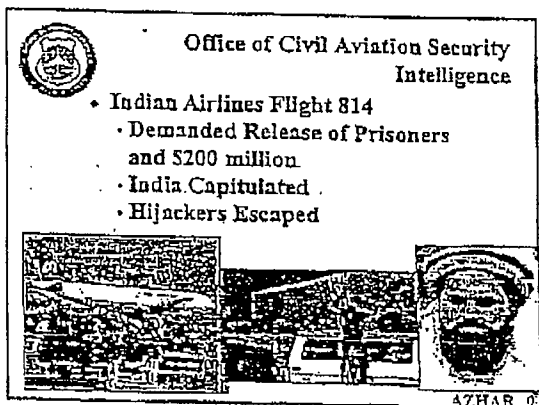 Office of Civil Aviation Security
Intelligence
• Indian Airlines Flight 814
• Demanded Release of Prisoners
and $200 million
• India Capitulated
• Hijackers Escaped
AZHAR